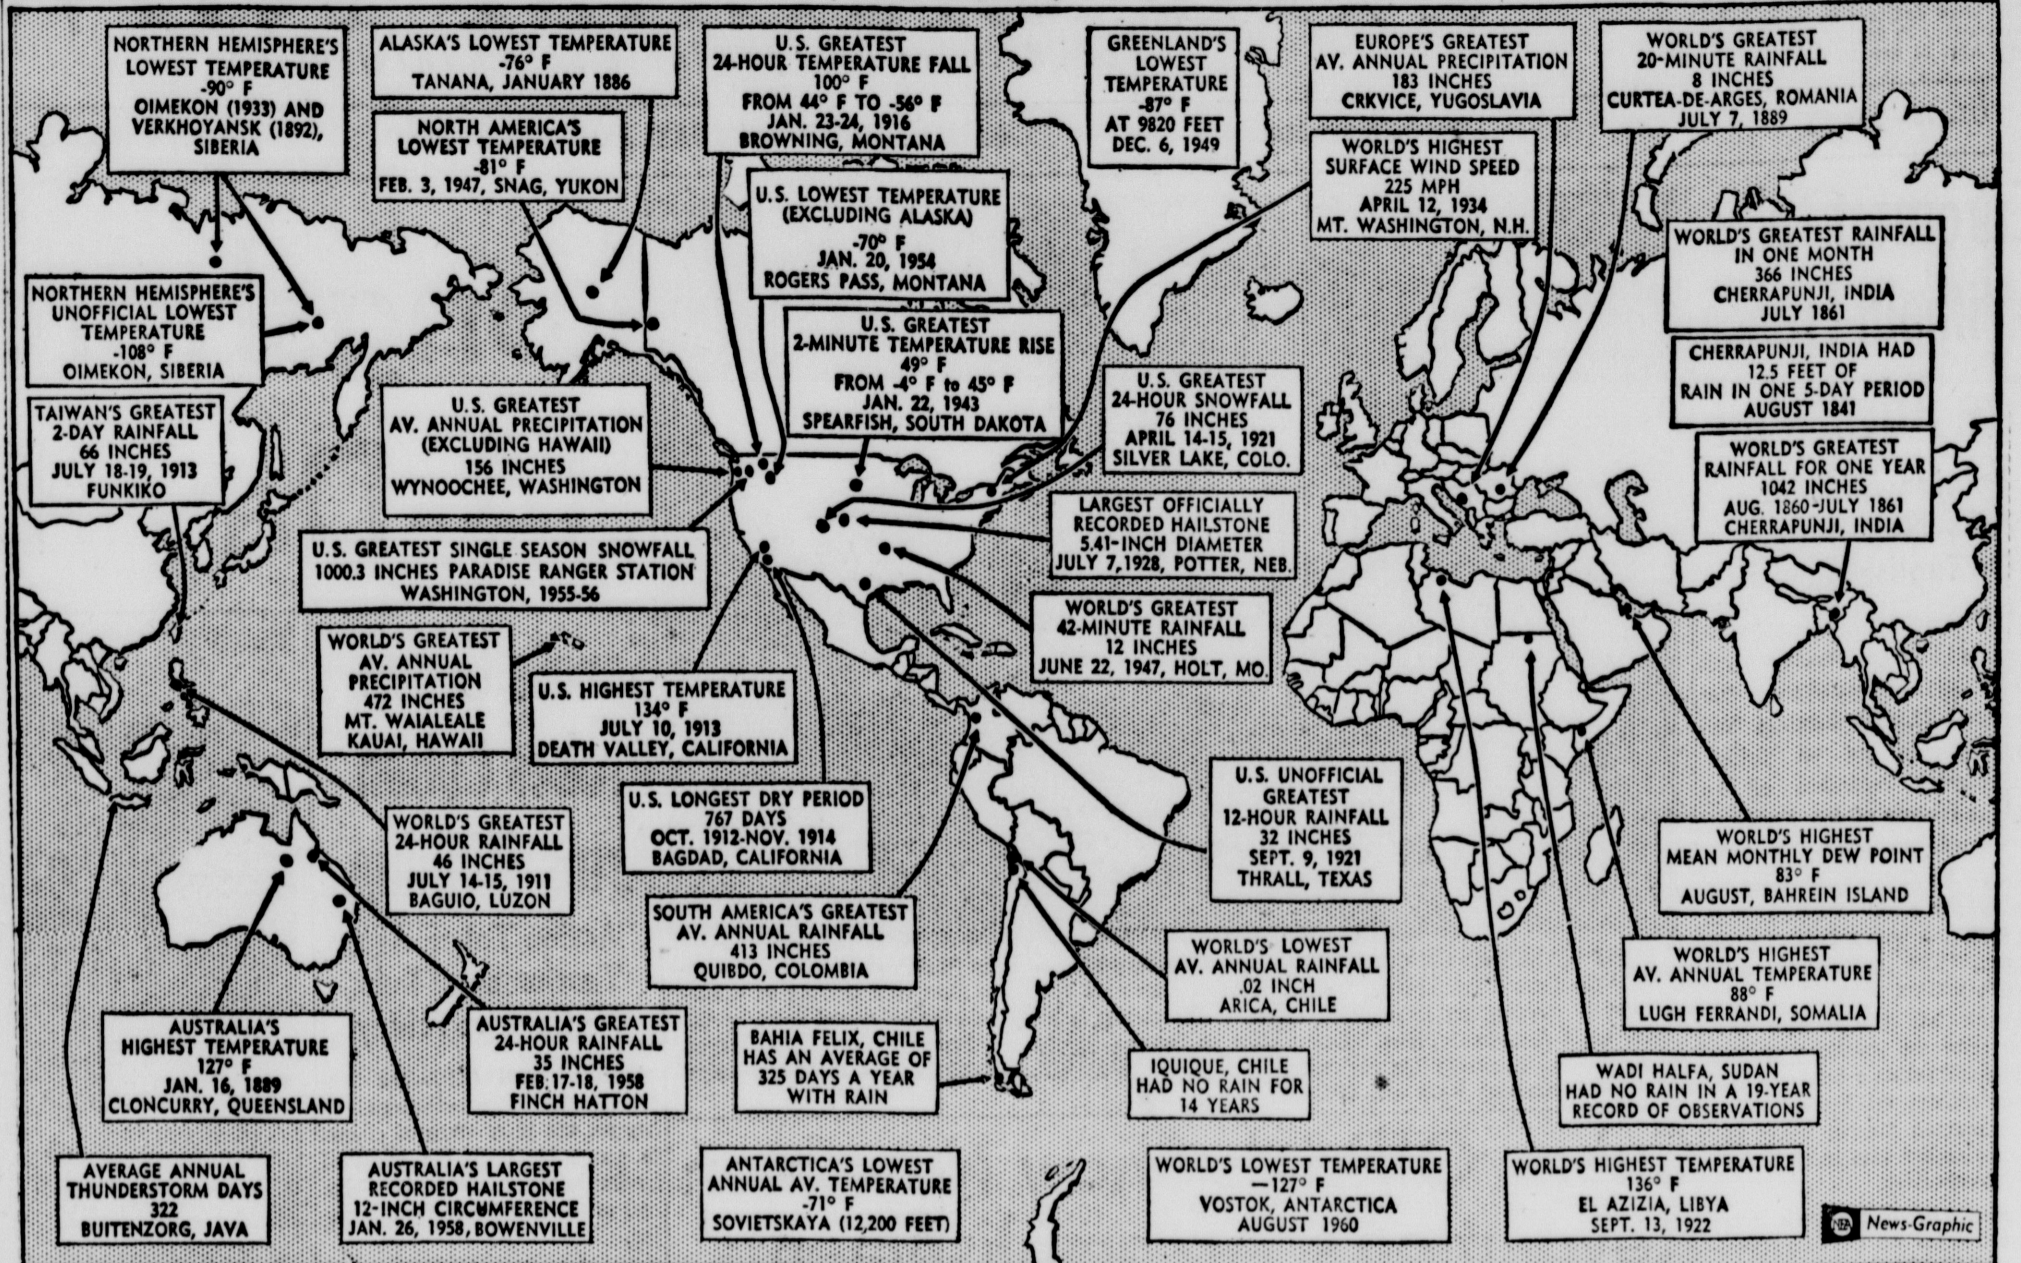 NORTHERN HEMISPHERE'S
LOWEST TEMPERATURE
-90° F
OIMEKON (1933) AND
VERKHOYANSK (1892),
SIBERIA
ALASKA'S LOWEST TEMPERATURE
-76° F
TANANA, JANUARY 1886
NORTH AMERICA'S
LOWEST TEMPERATURE
-81° F
FEB. 3, 1947, SNAG, YUKON
U.S. GREATEST
24-HOUR TEMPERATURE FALL
100° F
FROM 44° F TO -56° F
JAN. 23-24, 1916
BROWNING, MONTANA
U.S. LOWEST TEMPERATURE
(EXCLUDING ALASKA)
-70° F
JAN. 20, 1954
ROGERS PASS, MONTANA
U.S. GREATEST
2-MINUTE TEMPERATURE RISE
49° F
FROM -4° F to 45° F
JAN. 22, 1943
SPEARFISH, SOUTH DAKOTA
GREENLAND'S
LOWEST
TEMPERATURE
-87° F
AT 9820 FEET
DEC. 6, 1949
EUROPE'S GREATEST
AV. ANNUAL PRECIPITATION
183 INCHES
CRKVICE, YUGOSLAVIA
WORLD'S HIGHEST
SURFACE WIND SPEED
225 MPH
APRIL 12, 1934
MT. WASHINGTON, N.H.
WORLD'S GREATEST
20-MINUTE RAINFALL
8 INCHES
CURTEA-DE-ARGES, ROMANIA
JULY 7, 1889
WORLD'S GREATEST RAINFALL
IN ONE MONTH
366 INCHES
CHERRAPUNJI, INDIA
JULY 1861
CHERRAPUNJI, INDIA HAD
12.5 FEET OF
RAIN IN ONE 5-DAY PERIOD
AUGUST 1841
WORLD'S GREATEST
RAINFALL FOR ONE YEAR
1042 INCHES
AUG. 1860-JULY 1861
CHERRAPUNJI, INDIA
NORTHERN HEMISPHERE'S
UNOFFICIAL LOWEST
TEMPERATURE
-108° F
OIMEKON, SIBERIA
TAIWAN'S GREATEST
2-DAY RAINFALL
66 INCHES
JULY 18-19, 1913
FUNKIKO
U.S. GREATEST
AV. ANNUAL PRECIPITATION
(EXCLUDING HAWAII)
156 INCHES
WYNOOCHEE, WASHINGTON
U.S. GREATEST SINGLE SEASON SNOWFALL
1000.3 INCHES PARADISE RANGER STATION
WASHINGTON, 1955-56
U.S. GREATEST
24-HOUR SNOWFALL
76 INCHES
APRIL 14-15, 1921
SILVER LAKE, COLO.
LARGEST OFFICIALLY
RECORDED HAILSTONE
5.41-INCH DIAMETER
JULY 7,1928, POTTER, NEB.
WORLD'S GREATEST
42-MINUTE RAINFALL
12 INCHES
JUNE 22, 1947, HOLT, MO.
WORLD'S GREATEST
AV. ANNUAL
PRECIPITATION
472 INCHES
MT. WAIALEALE
KAUAI, HAWAII
U.S. HIGHEST TEMPERATURE
134° F
JULY 10, 1913
DEATH VALLEY, CALIFORNIA
U.S. LONGEST DRY PERIOD
767 DAYS
OCT. 1912-NOV. 1914
BAGDAD, CALIFORNIA
U.S. UNOFFICIAL
GREATEST
12-HOUR RAINFALL
32 INCHES
SEPT. 9, 1921
THRALL, TEXAS
WORLD'S HIGHEST
MEAN MONTHLY DEW POINT
83° F
AUGUST, BAHREIN ISLAND
WORLD'S GREATEST
24-HOUR RAINFALL
46 INCHES
JULY 14-15, 1911
BAGUIO, LUZON
SOUTH AMERICA'S GREATEST
AV. ANNUAL RAINFALL
413 INCHES
QUIBDO, COLOMBIA
WORLD'S LOWEST
AV. ANNUAL RAINFALL
.02 INCH
ARICA, CHILE
WORLD'S HIGHEST
AV. ANNUAL TEMPERATURE
88° F
LUGH FERRANDI, SOMALIA
AUSTRALIA'S
HIGHEST TEMPERATURE
127° F
JAN. 16, 1889
CLONCURRY, QUEENSLAND
AUSTRALIA'S GREATEST
24-HOUR RAINFALL
35 INCHES
FEB. 17-18, 1958
FINCH HATTON
BAHIA FELIX, CHILE
HAS AN AVERAGE OF
325 DAYS A YEAR
WITH RAIN
IQUIQUE, CHILE
HAD NO RAIN FOR
14 YEARS
WADI HALFA, SUDAN
HAD NO RAIN IN A 19-YEAR
RECORD OF OBSERVATIONS
AVERAGE ANNUAL
THUNDERSTORM DAYS
322
BUITENZORG, JAVA
AUSTRALIA'S LARGEST
RECORDED HAILSTONE
12-INCH CIRCUMFERENCE
JAN. 26, 1958, BOWENVILLE
ANTARCTICA'S LOWEST
ANNUAL AV. TEMPERATURE
-71° F
SOVIETSKAYA (12,200 FEET)
WORLD'S LOWEST TEMPERATURE
—127° F
VOSTOK, ANTARCTICA
AUGUST 1960
WORLD'S HIGHEST TEMPERATURE
136° F
EL AZIZIA, LIBYA
SEPT. 13, 1922
NEA
News-Graphic